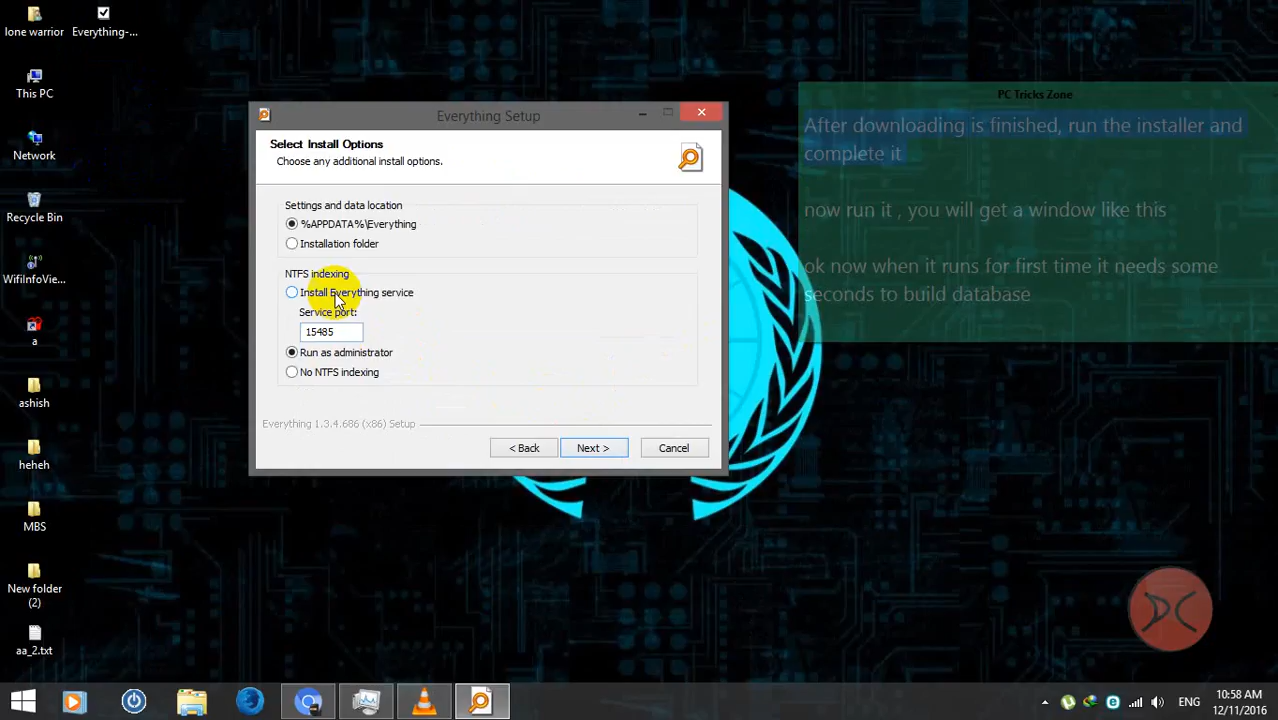 lone warrior
Everything-...
This PC
Network
Recycle Bin
WifiInfoVie...
a
ashish
heheh
MBS
New folder
(2)
aa_2.txt
Everything Setup
Select Install Options
Choose any additional install options.
Settings and data location
%APPDATA%\Everything
Installation folder
NTFS indexing
Install Everything service
Service port:
15485
Run as administrator
No NTFS indexing
Everything 1.3.4.686 (x86) Setup
< Back
Next >
Cancel
PC Tricks Zone
After downloading is finished, run the installer and
complete it
now run it , you will get a window like this
ok now when it runs for first time it needs some
seconds to build database
ENG
10:58 AM
12/11/2016